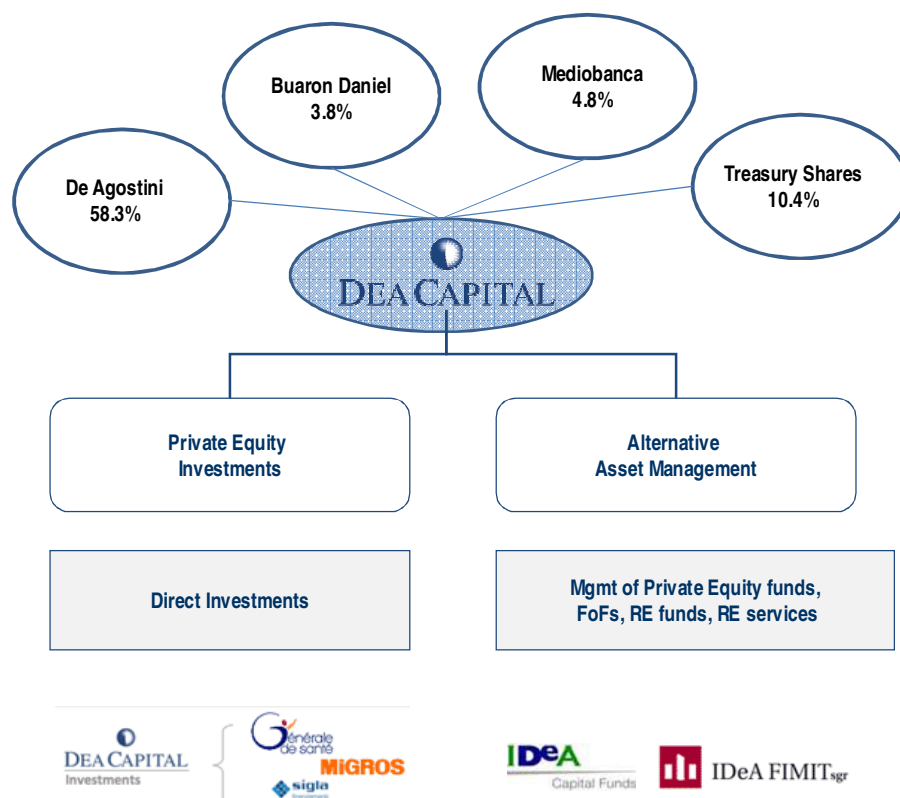 Buaron Daniel
3.8%
Mediobanca
4.8%
De Agostini
58.3%
Treasury Shares
10.4%
DEA CAPITAL
Private Equity
Investments
Alternative
Asset Management
Direct Investments
Mgmt of Private Equity funds,
FoFs, RE funds, RE services
DEA CAPITAL
Investments
Générale
de santé
MiGROS
sigla
IDeA
Capital Funds
IDeA FIMIT sgr